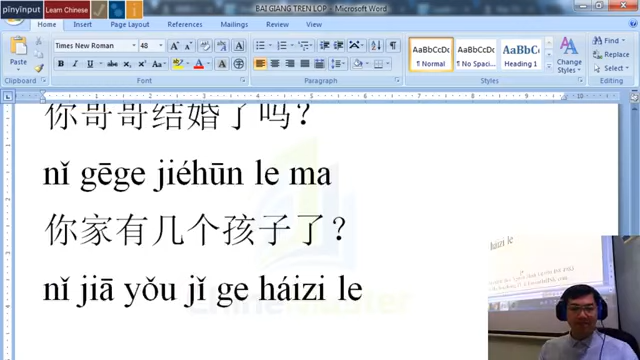 pinyinput
Learn Chinese
BAI GIANG TREN LOP - Microsoft Word
Home Insert Page Layout References Mailings Review View
Paste
Times New Roman 48
AaBbCcDc AaBbCcDc AaBbC
¶ Normal ¶ No Spaci... Heading 1
Change
Styles
Find
Replace
Select
Clipboard Font Paragraph Styles Editing
你哥哥结婚了吗？
nǐ gēge jiéhūn le ma
你家有几个孩子了？
nǐ jiā yǒu jǐ ge háizi le
háizi le